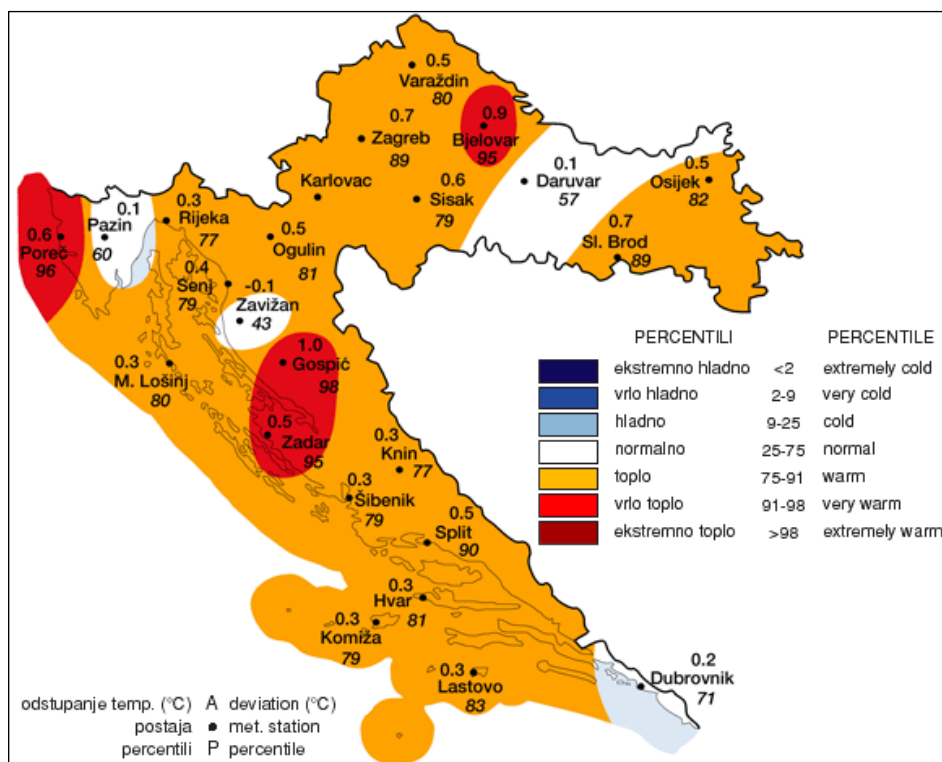 0.5
Varaždin
80
0.9
Bjelovar
95
0.7
Zagreb
89
0.1
Daruvar
57
0.5
Osijek
82
Karlovac
0.6
Sisak
79
0.7
Sl. Brod
89
0.6
Poreč
96
0.1
Pazin
60
0.3
Rijeka
77
0.5
Ogulin
81
0.4
Senj
79
-0.1
Zavižan
43
1.0
Gospić
98
0.3
M. Lošinj
80
0.5
Zadar
95
0.3
Knin
77
0.3
Šibenik
79
0.5
Split
90
0.3
Hvar
81
0.3
Komiža
79
0.3
Lastovo
83
0.2
Dubrovnik
71
PERCENTILI PERCENTILE
ekstremno hladno <2 extremely cold
vrlo hladno 2-9 very cold
hladno 9-25 cold
normalno 25-75 normal
toplo 75-91 warm
vrlo toplo 91-98 very warm
ekstremno toplo >98 extremely warm
odstupanje temp. (°C) A deviation (°C)
postaja met. station
percentili P percentile